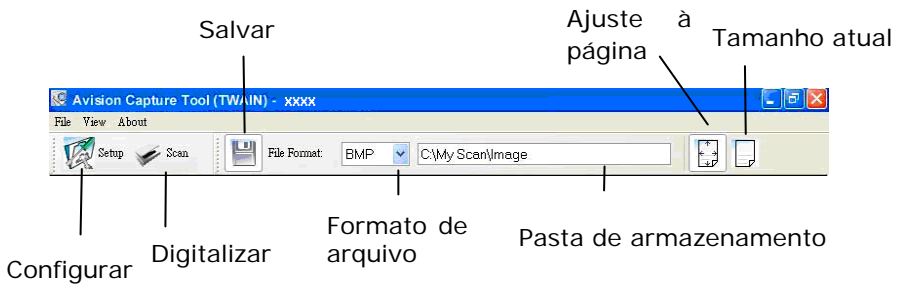 Salvar
Ajuste à
página
Tamanho atual
Avision Capture Tool (TWAIN) - xxxx
File View About
Setup Scan File Format: BMP C:\My Scan\Image
Formato de
arquivo
Pasta de armazenamento
Digitalizar
Configurar